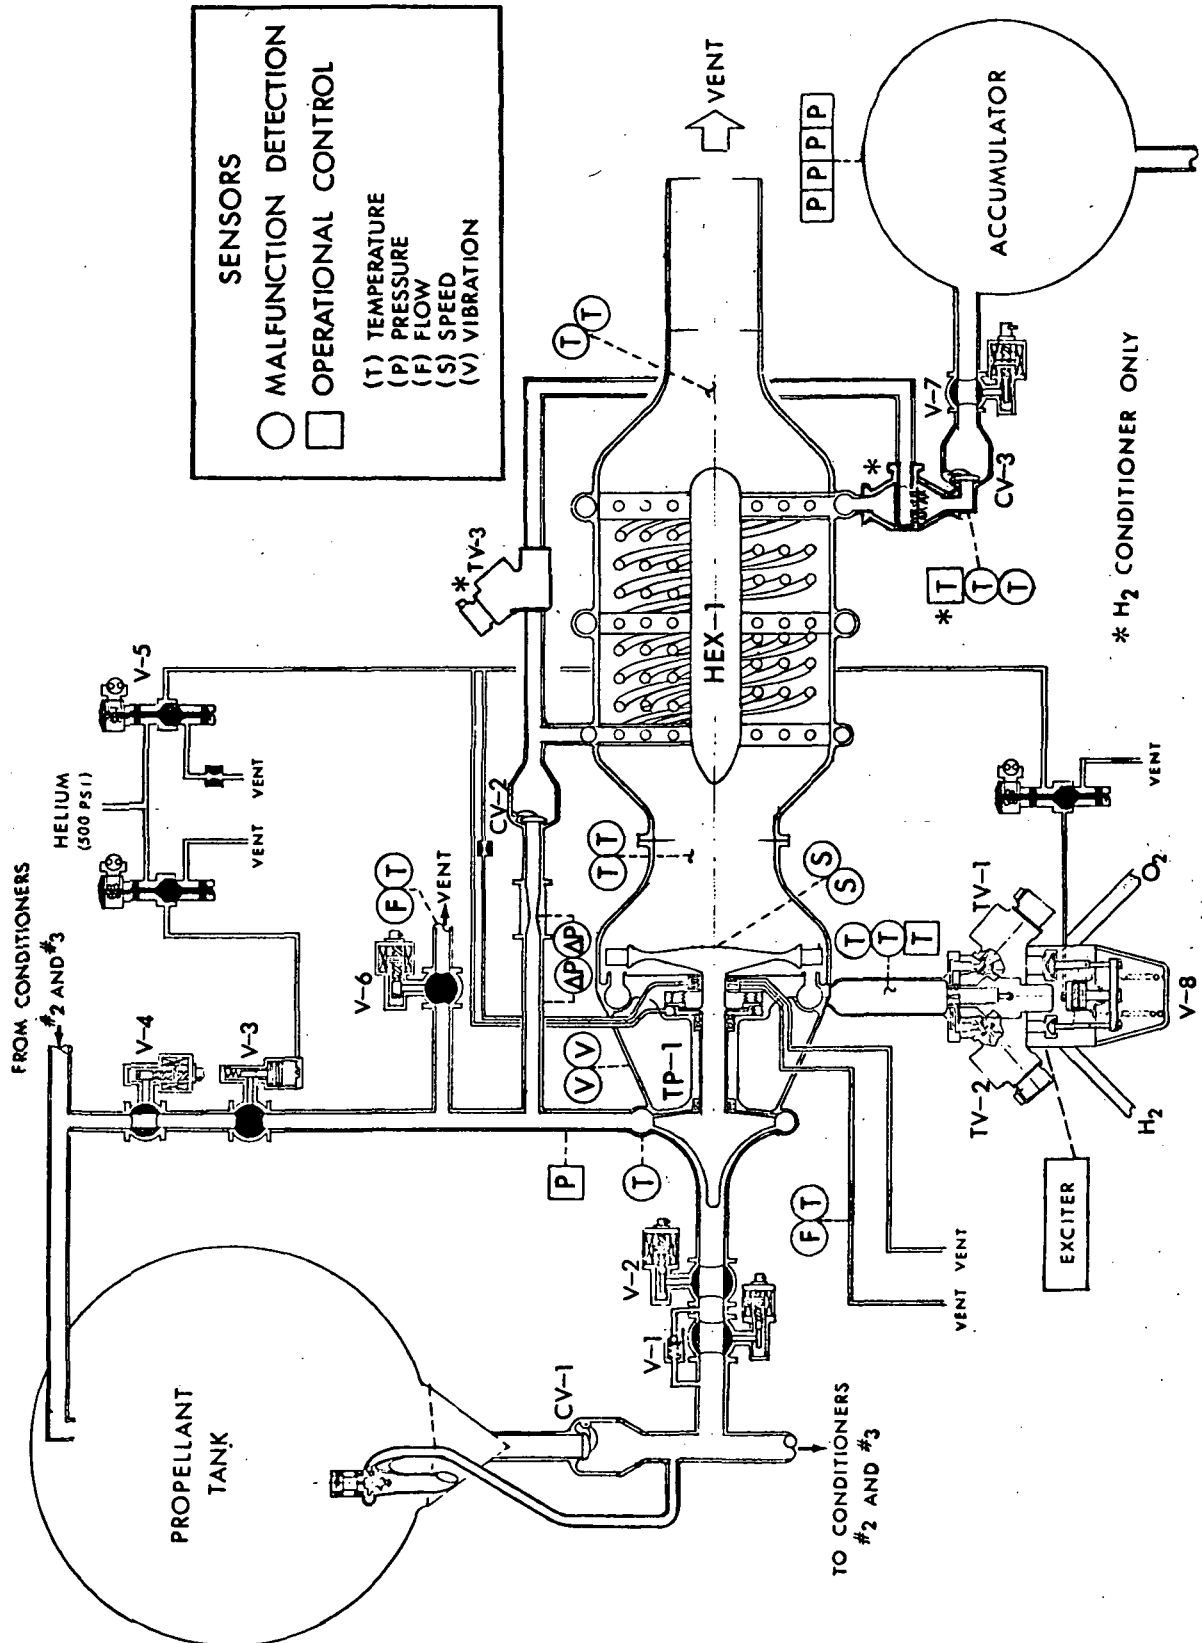 SENSORS
MALFUNCTION DETECTION
OPERATIONAL CONTROL
(T) TEMPERATURE
(P) PRESSURE
(F) FLOW
(S) SPEED
(V) VIBRATION
FROM CONDITIONERS
#2 AND #3
HELIUM
(500 PSI)
VENT
VENT
V-5
V-4
V-3
V-6
F T
VENT
CV-2
* TV-3
T T
VENT
P P P P
ACCUMULATOR
V-7
CV-3
*
* T
T
T
* H2 CONDITIONER ONLY
HEX-1
T T
S
S
ΔP ΔP
V V
TP-1
T
T
T
P
T
PROPELLANT
TANK
CV-1
V-1
V-2
TO CONDITIONERS
#2 AND #3
F T
VENT
VENT
EXCITER
TV-2
TV-1
H2
O2
V-8
VENT